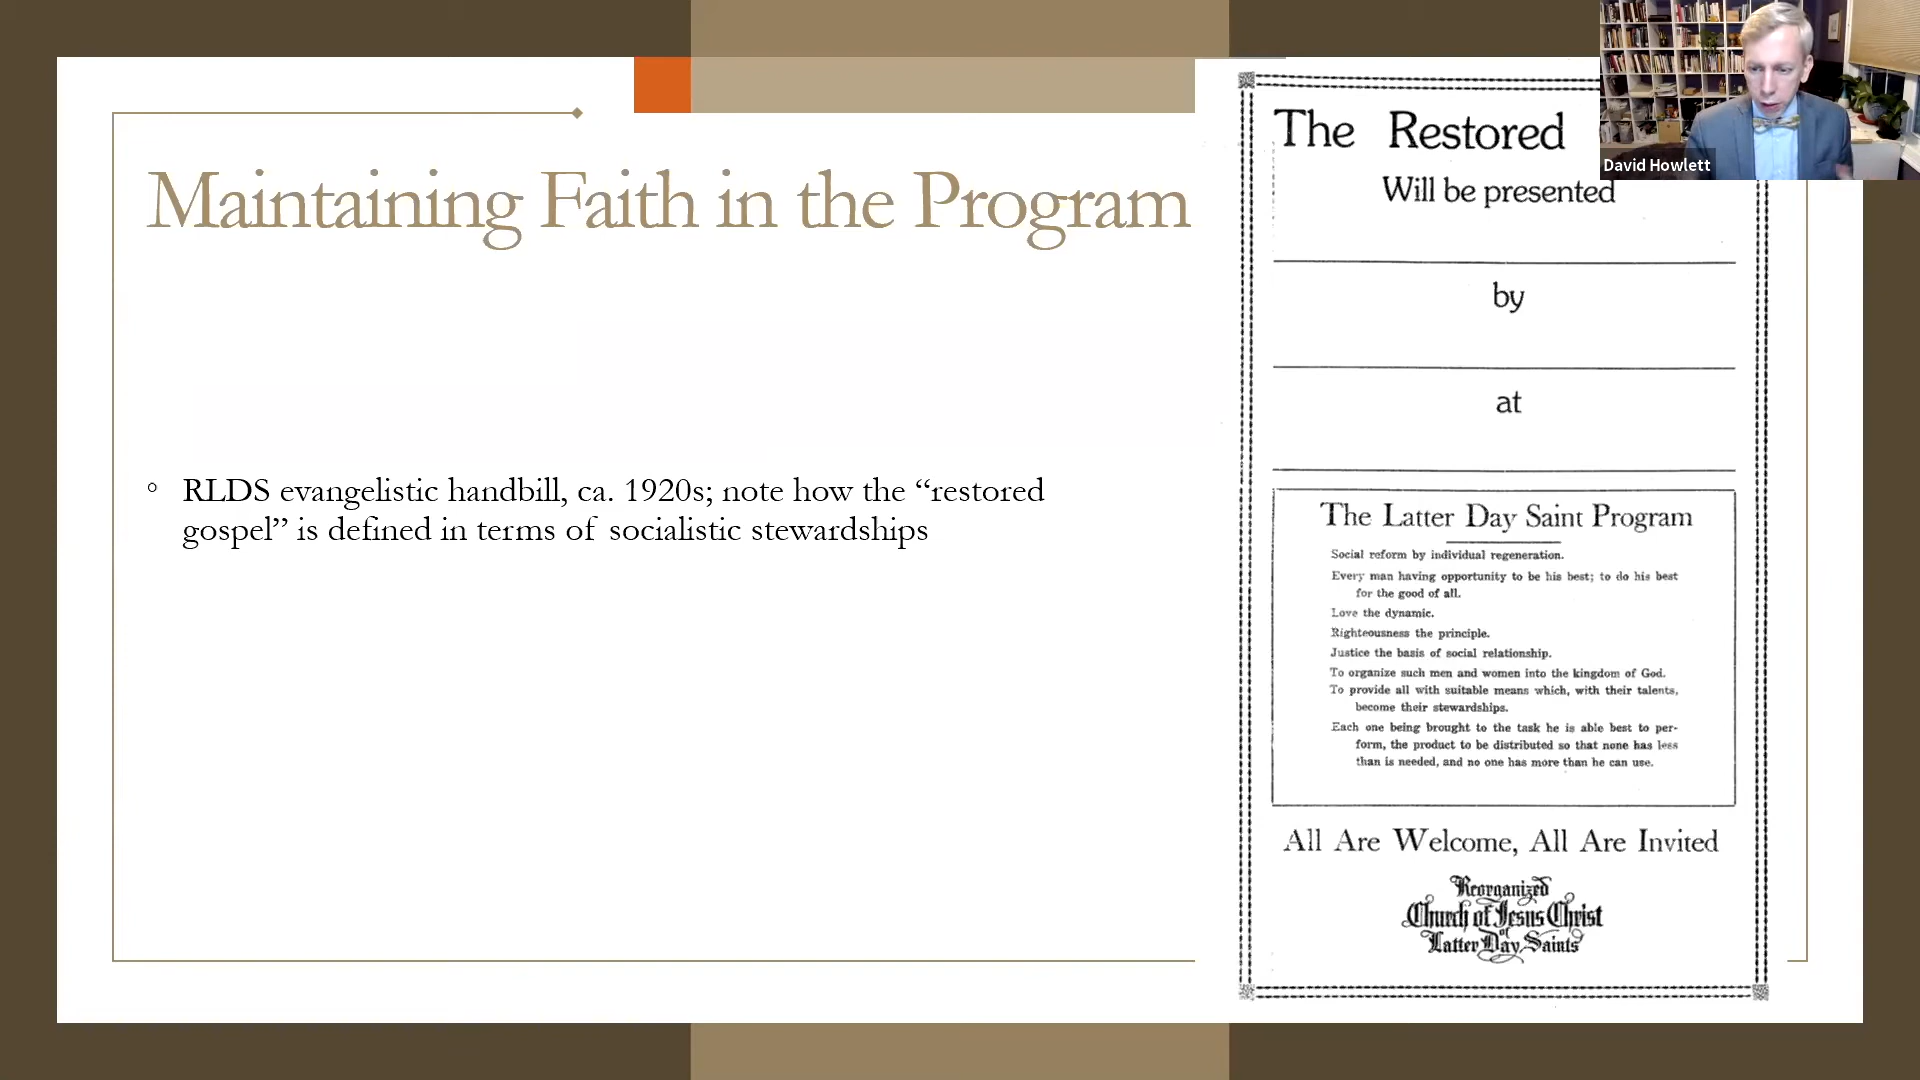 Maintaining Faith in the Program
◦ RLDS evangelistic handbill, ca. 1920s; note how the “restored
gospel” is defined in terms of socialistic stewardships
The Restored
Will be presented
by
at
The Latter Day Saint Program
Social reform by individual regeneration.
Every man having opportunity to be his best; to do his best
for the good of all.
Love the dynamic.
Righteousness the principle.
Justice the basis of social relationship.
To organize such men and women into the kingdom of God.
To provide all with suitable means which, with their talents,
become their stewardships.
Each one being brought to the task he is able best to per-
form, the product to be distributed so that none has less
than is needed, and no one has more than he can use.
All Are Welcome, All Are Invited
Reorganized
Church of Jesus Christ
of
Latter Day Saints
David Howlett